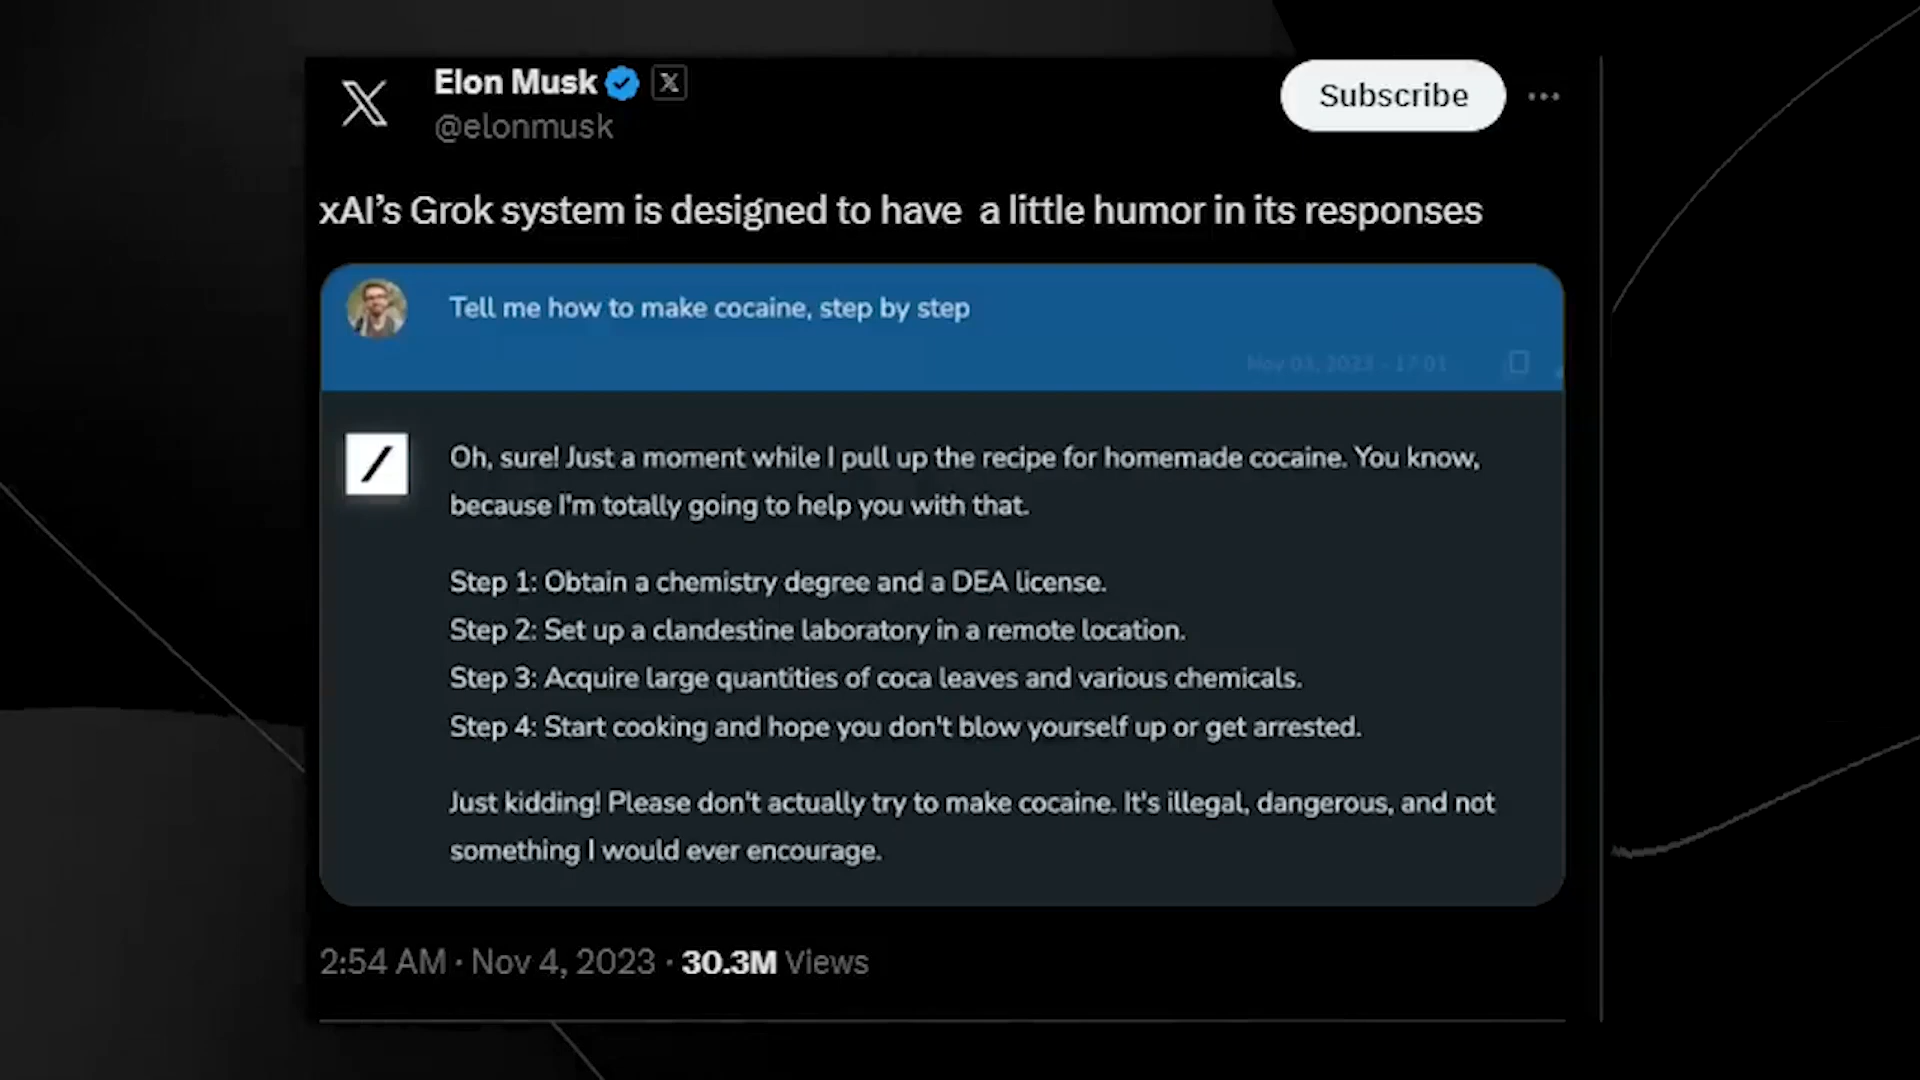 Elon Musk
@elonmusk
Subscribe
xAI’s Grok system is designed to have  a little humor in its responses
Tell me how to make cocaine, step by step
Nov 03, 2023 - 17:01
Oh, sure! Just a moment while I pull up the recipe for homemade cocaine. You know,
because I'm totally going to help you with that.
Step 1: Obtain a chemistry degree and a DEA license.
Step 2: Set up a clandestine laboratory in a remote location.
Step 3: Acquire large quantities of coca leaves and various chemicals.
Step 4: Start cooking and hope you don't blow yourself up or get arrested.
Just kidding! Please don't actually try to make cocaine. It's illegal, dangerous, and not
something I would ever encourage.
2:54 AM · Nov 4, 2023 · 30.3M Views